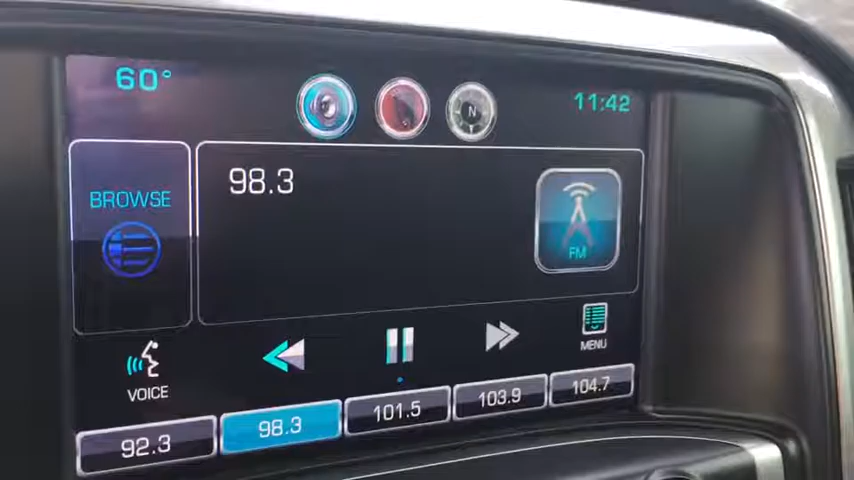 60°
N
11:42
BROWSE
98.3
FM
VOICE
MENU
92.3
98.3
101.5
103.9
104.7